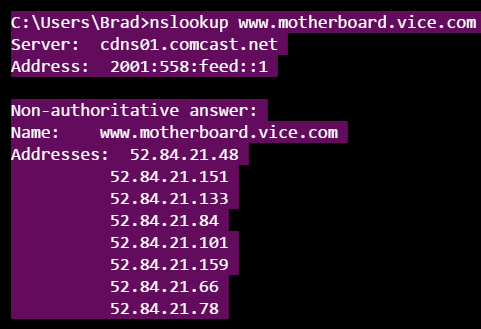 C:\Users\Brad>nslookup www.motherboard.vice.com
Server:  cdns01.comcast.net
Address:  2001:558:feed::1

Non-authoritative answer:
Name:    www.motherboard.vice.com
Addresses:  52.84.21.48
          52.84.21.151
          52.84.21.133
          52.84.21.84
          52.84.21.101
          52.84.21.159
          52.84.21.66
          52.84.21.78